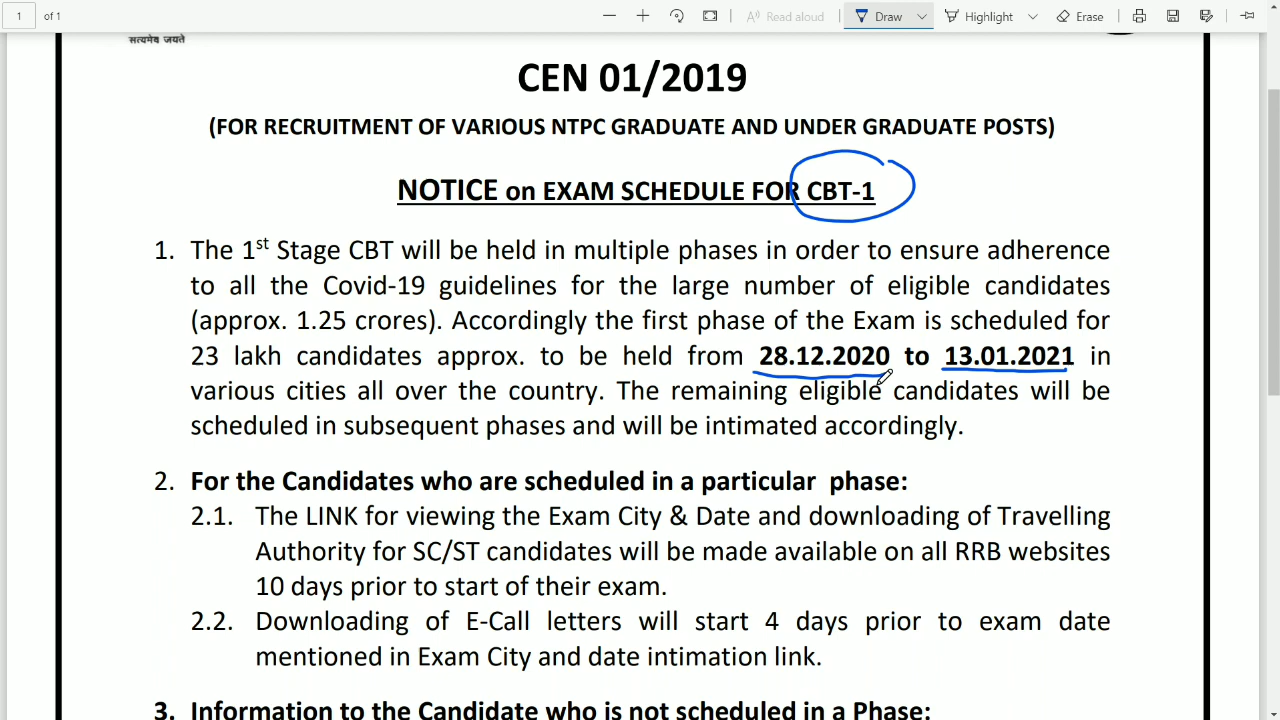 1 of 1 Read aloud Draw Highlight Erase
सत्यमेव जयते
CEN 01/2019
(FOR RECRUITMENT OF VARIOUS NTPC GRADUATE AND UNDER GRADUATE POSTS)
NOTICE on EXAM SCHEDULE FOR CBT-1
1. The 1st Stage CBT will be held in multiple phases in order to ensure adherence
to all the Covid-19 guidelines for the large number of eligible candidates
(approx. 1.25 crores). Accordingly the first phase of the Exam is scheduled for
23 lakh candidates approx. to be held from 28.12.2020 to 13.01.2021 in
various cities all over the country. The remaining eligible candidates will be
scheduled in subsequent phases and will be intimated accordingly.
2. For the Candidates who are scheduled in a particular phase:
2.1. The LINK for viewing the Exam City & Date and downloading of Travelling
Authority for SC/ST candidates will be made available on all RRB websites
10 days prior to start of their exam.
2.2. Downloading of E-Call letters will start 4 days prior to exam date
mentioned in Exam City and date intimation link.
3. Information to the Candidate who is not scheduled in a Phase: